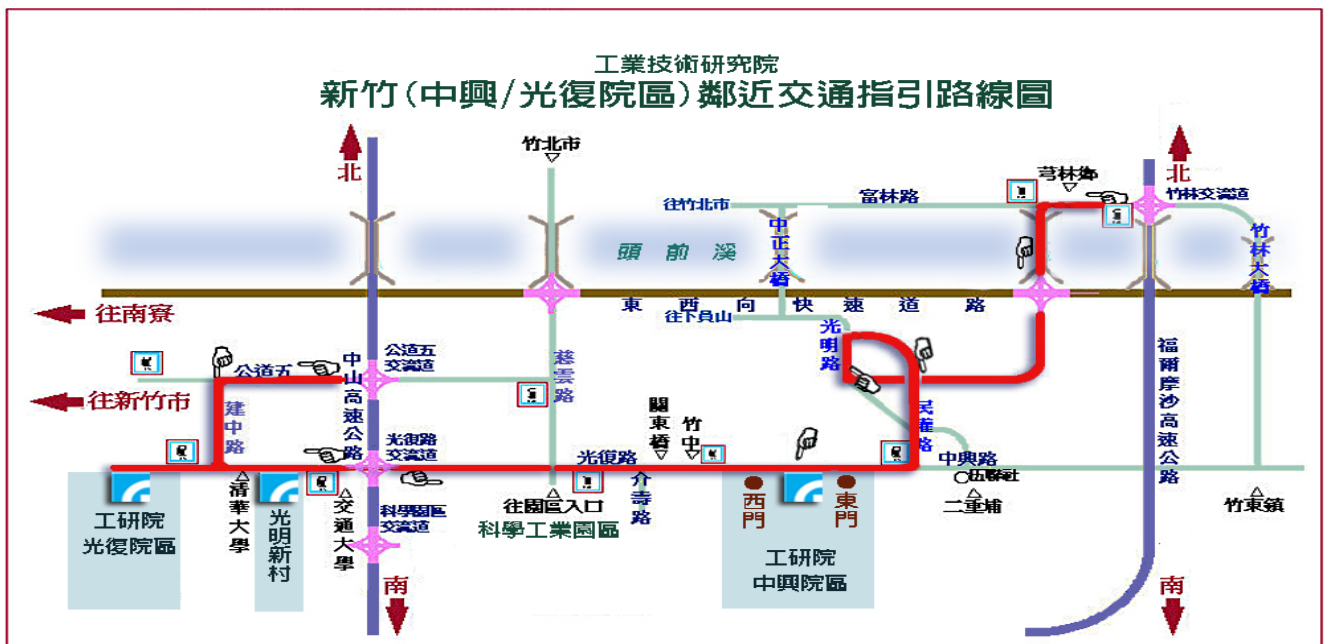 工業技術研究院
新竹(中興/光復院區)鄰近交通指引路線圖
北
竹北市
北
芎林鄉
竹林交流道
往竹北市
富林路
中正大橋
竹林大橋
頭前溪
東西向快速道路
往南寮
往下員山
光明路
公道五
中山高速公路
公道五
交流道
慈雲路
福爾摩沙高速公路
往新竹市
建中路
關東橋
竹中
民權路
光復路
交流道
光復路
中興路
伍聯社
清華大學
交通大學
科學園區
交流道
往園區入口
介壽路
西門
東門
二重埔
竹東鎮
工研院
光復院區
光明新村
科學工業園區
工研院
中興院區
南
南